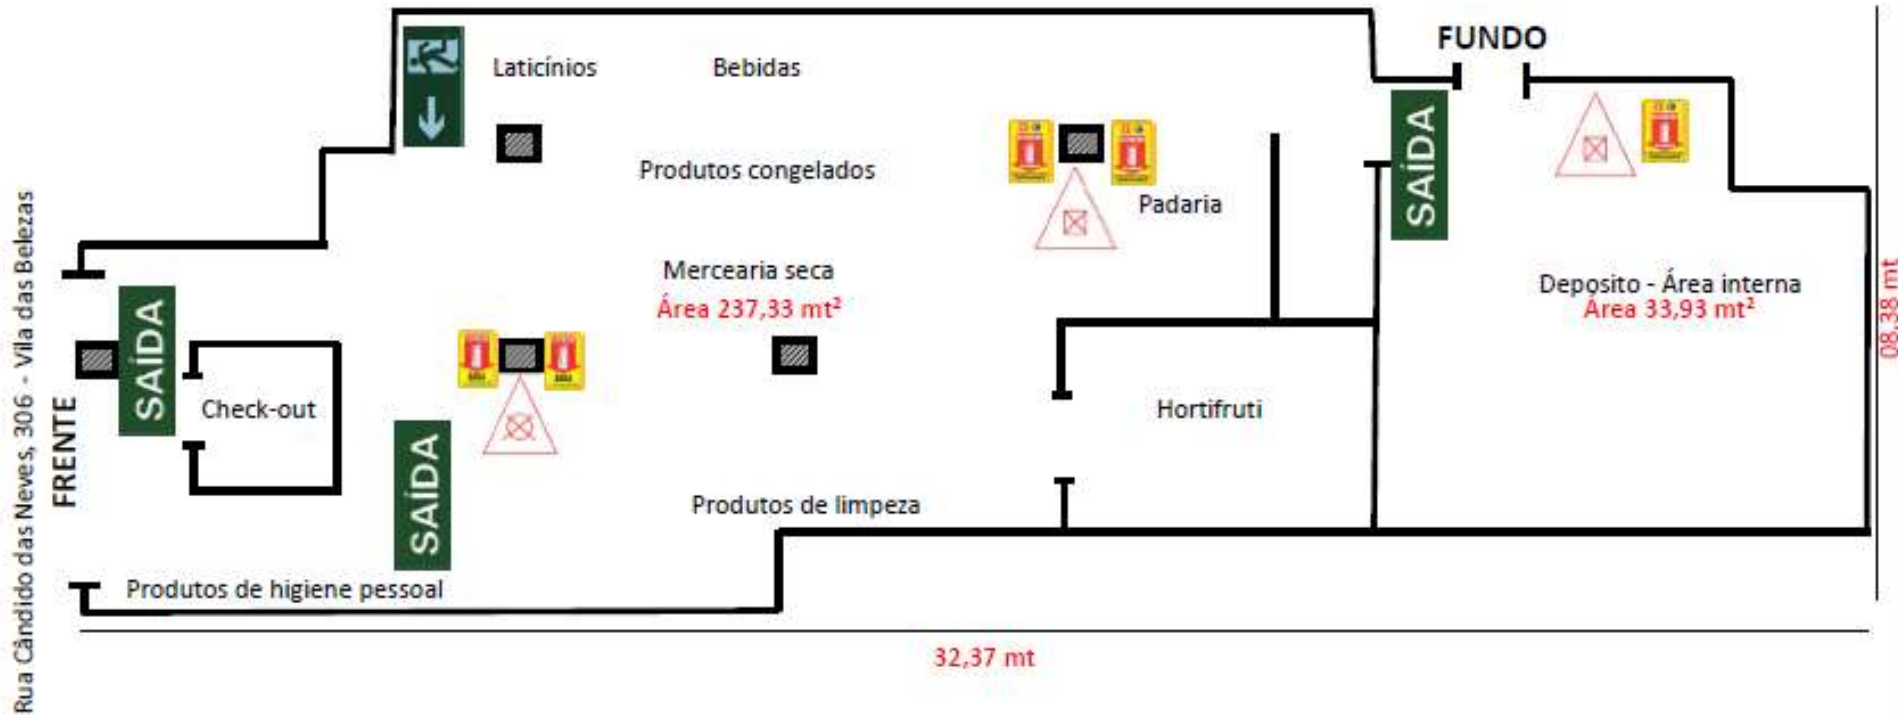 FUNDO
Laticínios
Bebidas
SAÍDA
Produtos congelados
Padaria
Mercearia seca
Área 237,33 mt²
Deposito - Área interna
Área 33,93 mt²
08,38 mt
Rua Cândido das Neves, 306 - Vila das Belezas
FRENTE
SAÍDA
Check-out
SAÍDA
Hortifruti
Produtos de limpeza
Produtos de higiene pessoal
32,37 mt